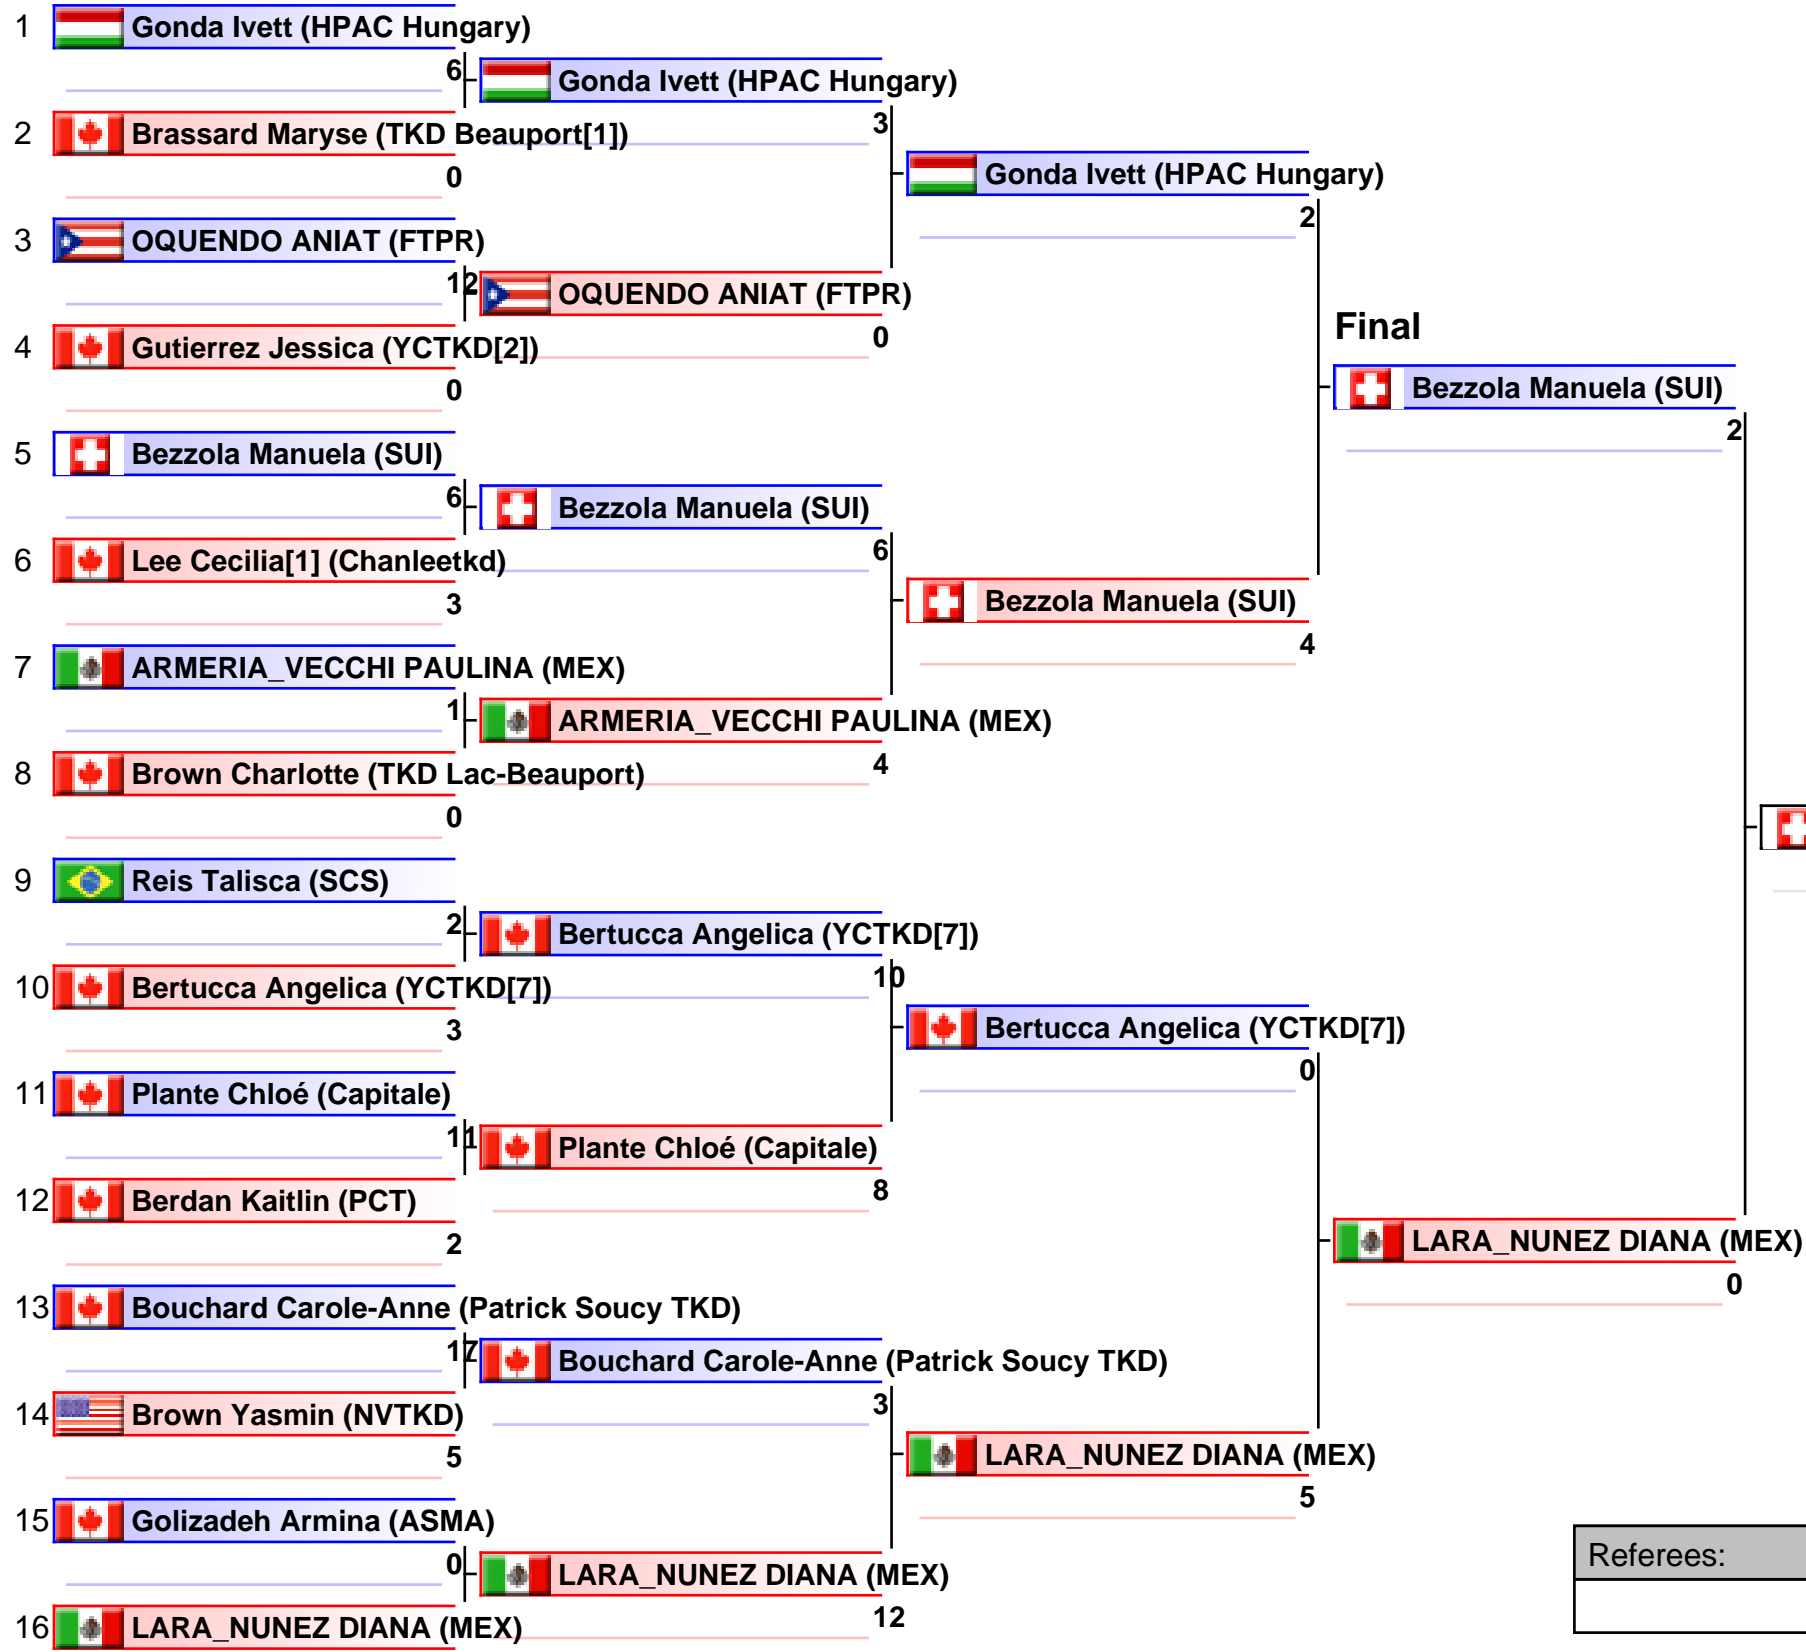 1 Gonda Ivett (HPAC Hungary)
6 Gonda Ivett (HPAC Hungary)
2 Brassard Maryse (TKD Beauport[1])
3
0
Gonda Ivett (HPAC Hungary)
2
3 OQUENDO ANIAT (FTPR)
12 OQUENDO ANIAT (FTPR)
0
4 Gutierrez Jessica (YCTKD[2])
0
Final
Bezzola Manuela (SUI)
2
5 Bezzola Manuela (SUI)
6 Bezzola Manuela (SUI)
6
6 Lee Cecilia[1] (Chanleetkd)
3
Bezzola Manuela (SUI)
4
7 ARMERIA_VECCHI PAULINA (MEX)
1 ARMERIA_VECCHI PAULINA (MEX)
4
8 Brown Charlotte (TKD Lac-Beauport)
0
9 Reis Talisca (SCS)
2 Bertucca Angelica (YCTKD[7])
10
10 Bertucca Angelica (YCTKD[7])
3
Bertucca Angelica (YCTKD[7])
0
11 Plante Chloé (Capitale)
11 Plante Chloé (Capitale)
8
12 Berdan Kaitlin (PCT)
2
LARA_NUNEZ DIANA (MEX)
0
13 Bouchard Carole-Anne (Patrick Soucy TKD)
17 Bouchard Carole-Anne (Patrick Soucy TKD)
3
14 Brown Yasmin (NVTKD)
5
LARA_NUNEZ DIANA (MEX)
5
15 Golizadeh Armina (ASMA)
0 LARA_NUNEZ DIANA (MEX)
12
16 LARA_NUNEZ DIANA (MEX)
Referees: